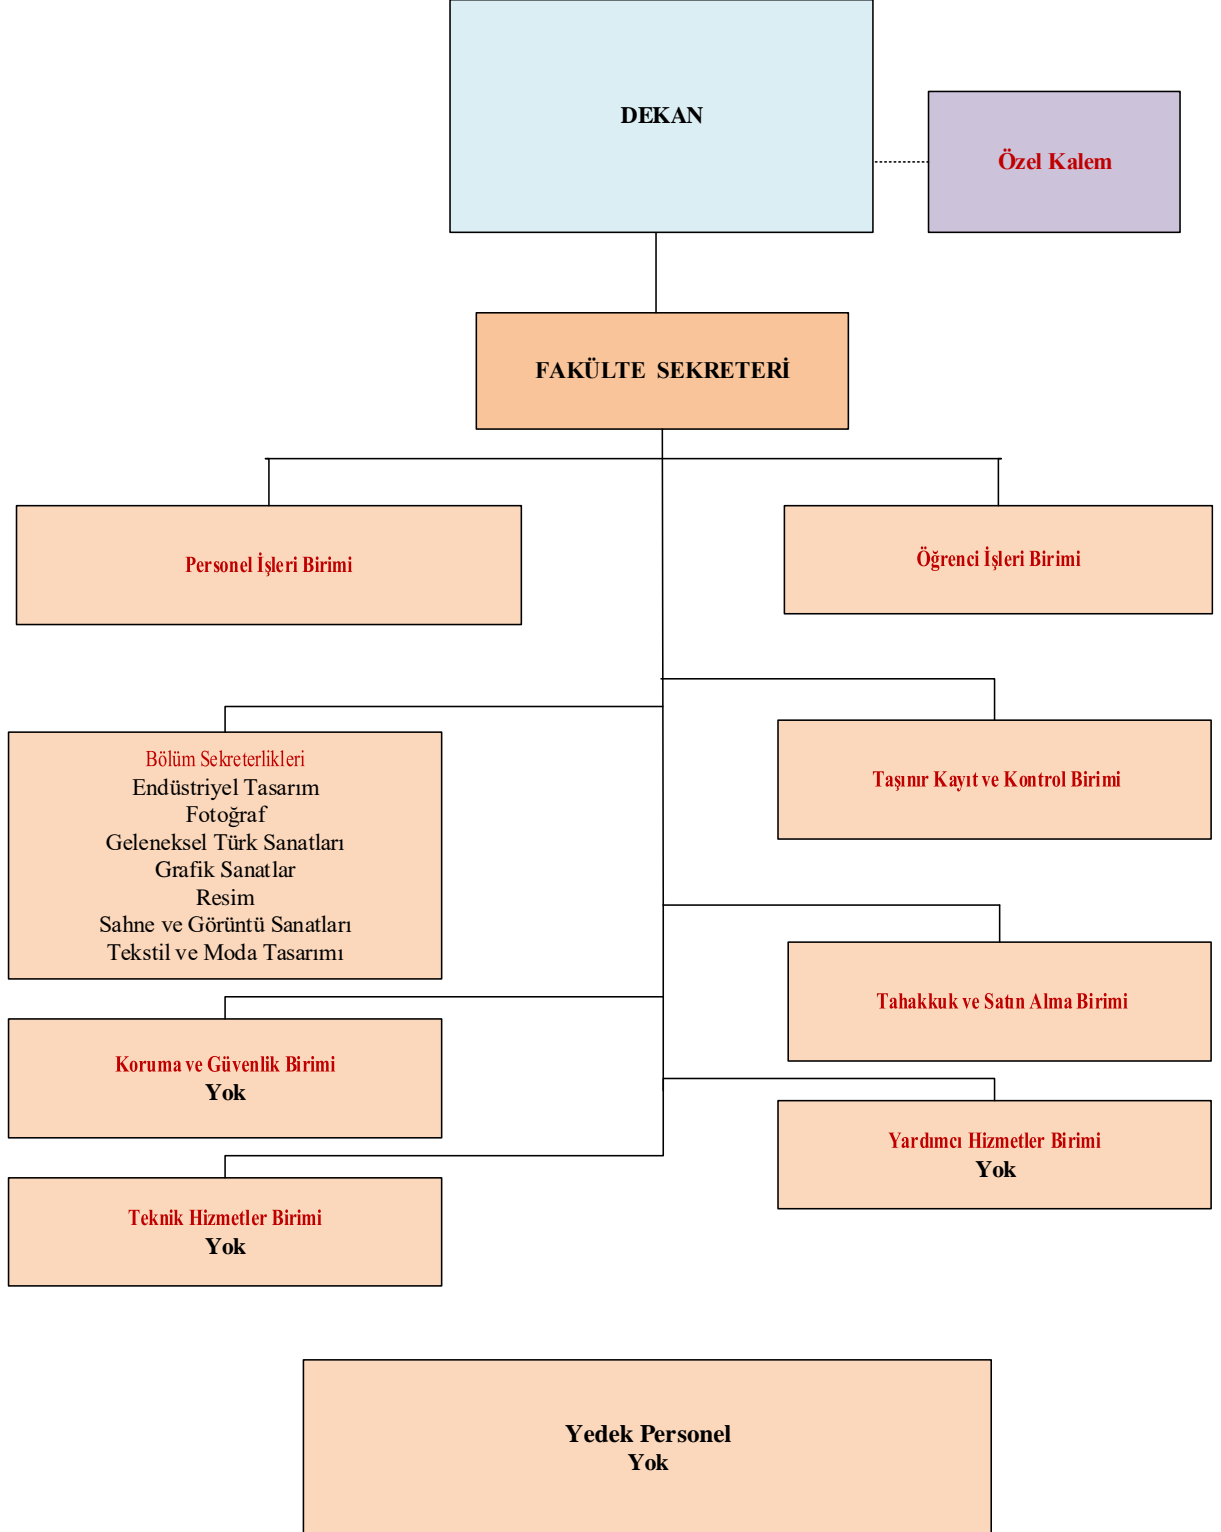 DEKAN
Özel Kalem
FAKÜLTE SEKRETERİ
Personel İşleri Birimi
Öğrenci İşleri Birimi
Bölüm Sekreterlikleri
Endüstriyel Tasarım
Fotoğraf
Geleneksel Türk Sanatları
Grafik Sanatlar
Resim
Sahne ve Görüntü Sanatları
Tekstil ve Moda Tasarımı
Taşınır Kayıt ve Kontrol Birimi
Tahakkuk ve Satın Alma Birimi
Koruma ve Güvenlik Birimi
Yok
Yardımcı Hizmetler Birimi
Yok
Teknik Hizmetler Birimi
Yok
Yedek Personel
Yok